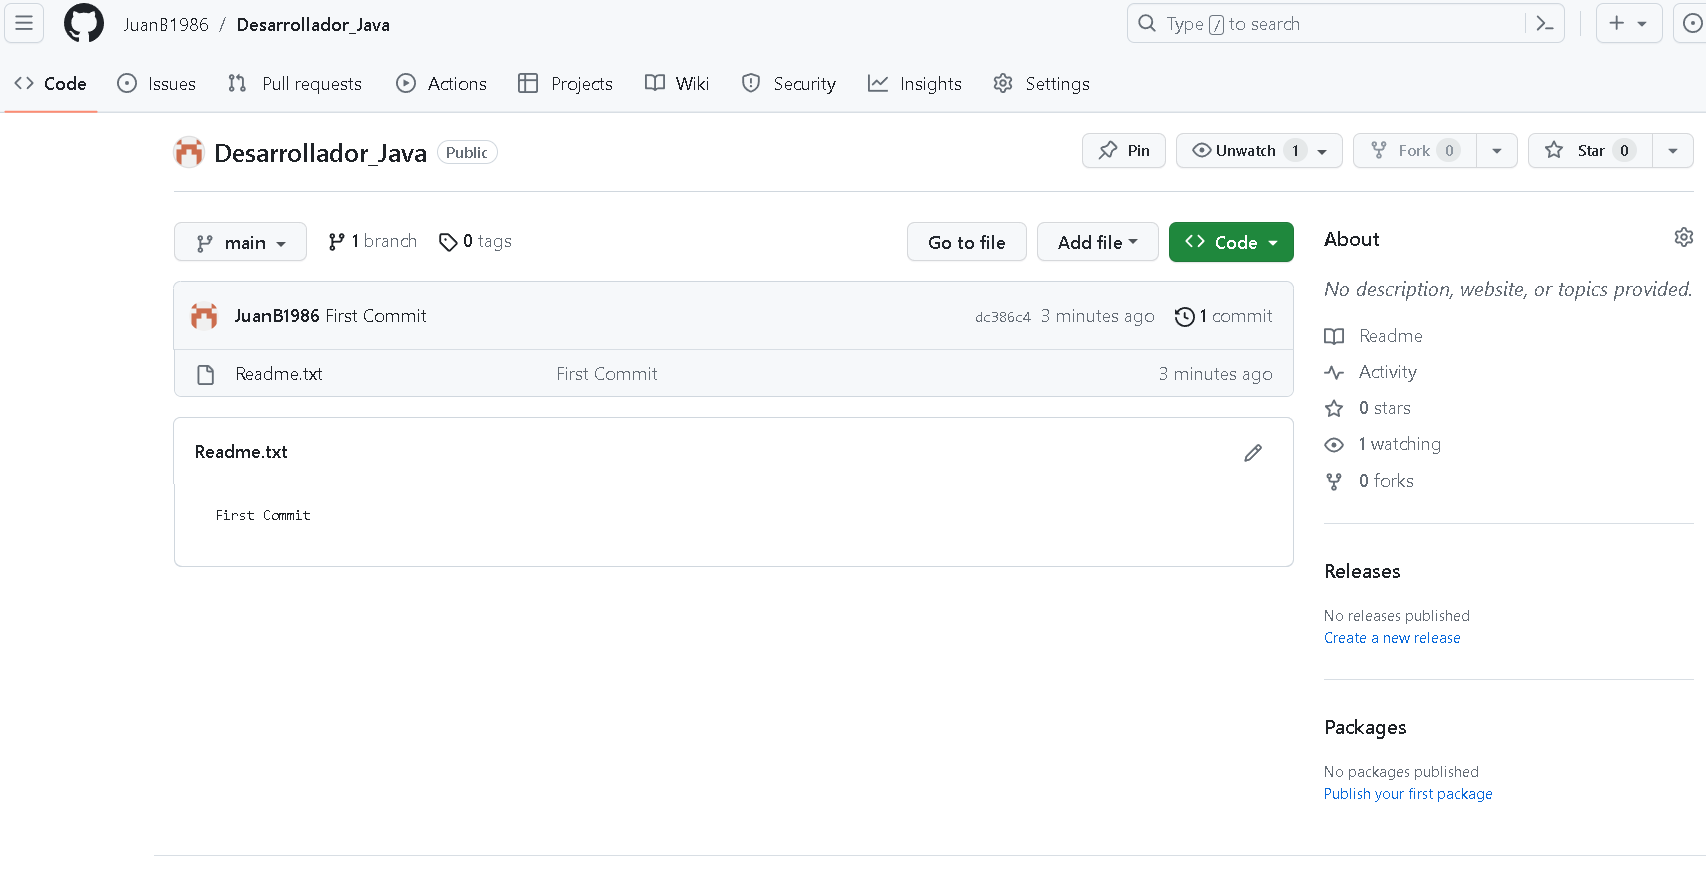 JuanB1986 / Desarrollador_Java
Type / to search
Code Issues Pull requests Actions Projects Wiki Security Insights Settings
Desarrollador_Java Public
Pin Unwatch 1 Fork 0 Star 0
main 1 branch 0 tags
Go to file Add file Code
JuanB1986 First Commit dc386c4 3 minutes ago 1 commit
Readme.txt First Commit 3 minutes ago
Readme.txt
First Commit
About
No description, website, or topics provided.
Readme
Activity
0 stars
1 watching
0 forks
Releases
No releases published
Create a new release
Packages
No packages published
Publish your first package